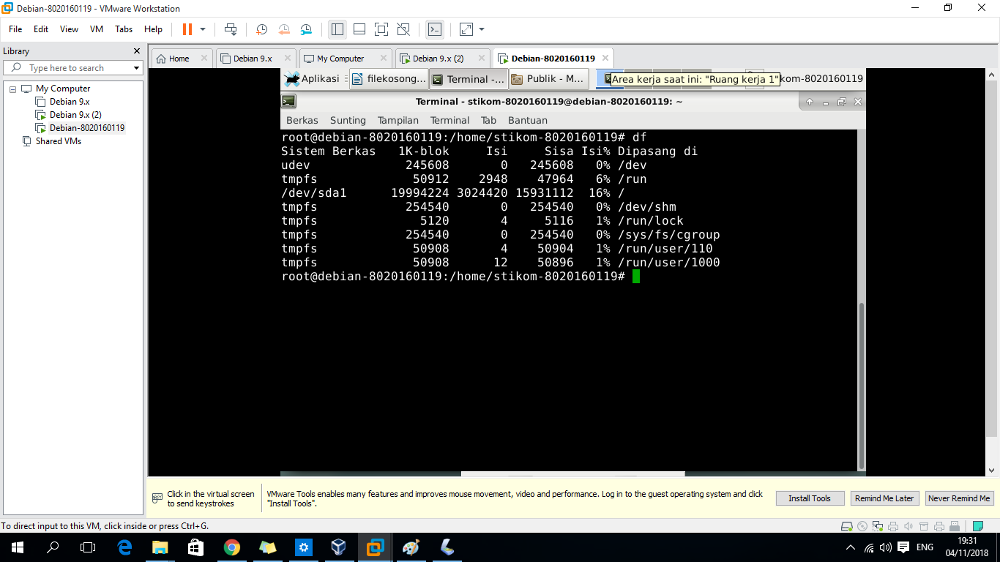 Debian-8020160119 - VMware Workstation
File Edit View VM Tabs Help
Library
Type here to search
My Computer
Debian 9.x
Debian 9.x (2)
Debian-8020160119
Shared VMs
Home
Debian 9.x
My Computer
Debian 9.x (2)
Debian-8020160119
Aplikasi
filekosong...
Terminal -...
Publik - M...
Area kerja saat ini: "Ruang kerja 1"
kom-8020160119
Terminal - stikom-8020160119@debian-8020160119: ~
Berkas Sunting Tampilan Terminal Tab Bantuan
root@debian-8020160119:/home/stikom-8020160119# df
Sistem Berkas 1K-blok Isi Sisa Isi% Dipasang di
udev 245608 0 245608 0% /dev
tmpfs 50912 2948 47964 6% /run
/dev/sda1 19994224 3024420 15931112 16% /
tmpfs 254540 0 254540 0% /dev/shm
tmpfs 5120 4 5116 1% /run/lock
tmpfs 254540 0 254540 0% /sys/fs/cgroup
tmpfs 50908 4 50904 1% /run/user/110
tmpfs 50908 12 50896 1% /run/user/1000
root@debian-8020160119:/home/stikom-8020160119#
Click in the virtual screen
to send keystrokes
VMware Tools enables many features and improves mouse movement, video and performance. Log in to the guest operating system and click
"Install Tools".
Install Tools
Remind Me Later
Never Remind Me
To direct input to this VM, click inside or press Ctrl+G.
ENG
19:31
04/11/2018